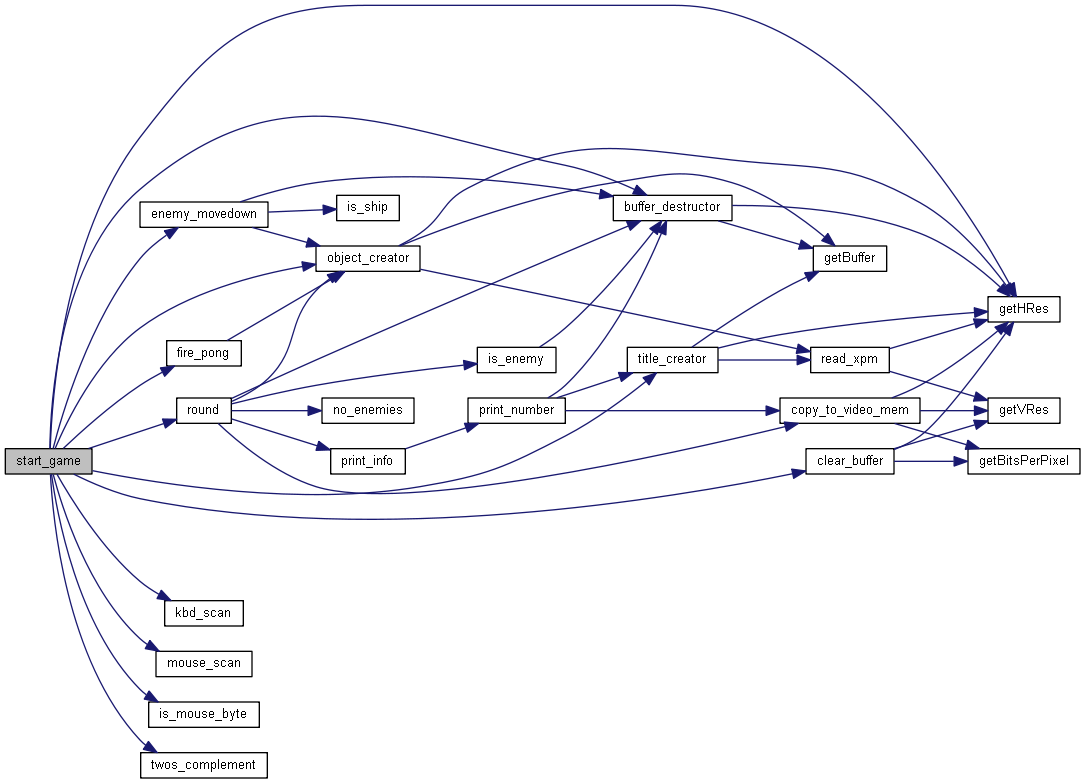 start_game
enemy_movedown
fire_pong
round
kbd_scan
mouse_scan
is_mouse_byte
twos_complement
is_ship
object_creator
no_enemies
print_info
is_enemy
print_number
buffer_destructor
title_creator
getBuffer
read_xpm
copy_to_video_mem
clear_buffer
getHRes
getVRes
getBitsPerPixel